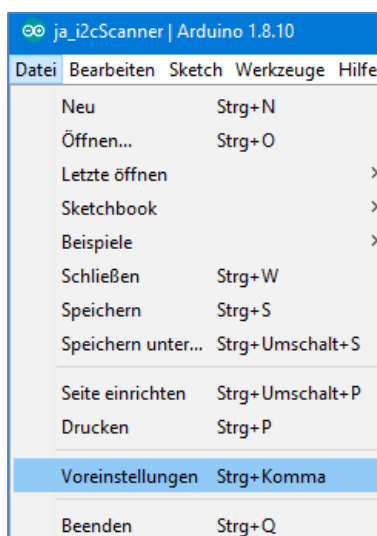 ja_i2cScanner | Arduino 1.8.10
Datei Bearbeiten Sketch Werkzeuge Hilfe
Neu Strg+N
Öffnen... Strg+O
Letzte öffnen
Sketchbook
Beispiele
Schließen Strg+W
Speichern Strg+S
Speichern unter... Strg+Umschalt+S
Seite einrichten Strg+Umschalt+P
Drucken Strg+P
Voreinstellungen Strg+Komma
Beenden Strg+Q